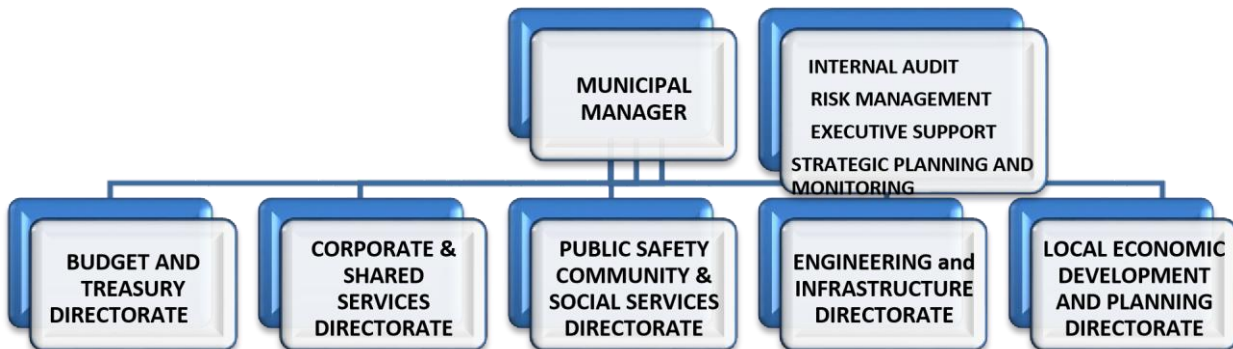 MUNICIPAL
MANAGER
INTERNAL AUDIT
RISK MANAGEMENT
EXECUTIVE SUPPORT
STRATEGIC PLANNING AND
MONITORING
BUDGET AND
TREASURY
DIRECTORATE
CORPORATE &
SHARED
SERVICES
DIRECTORATE
PUBLIC SAFETY
COMMUNITY &
SOCIAL SERVICES
DIRECTORATE
ENGINEERING and
INFRASTRUCTURE
DIRECTORATE
LOCAL ECONOMIC
DEVELOPMENT
AND PLANNING
DIRECTORATE